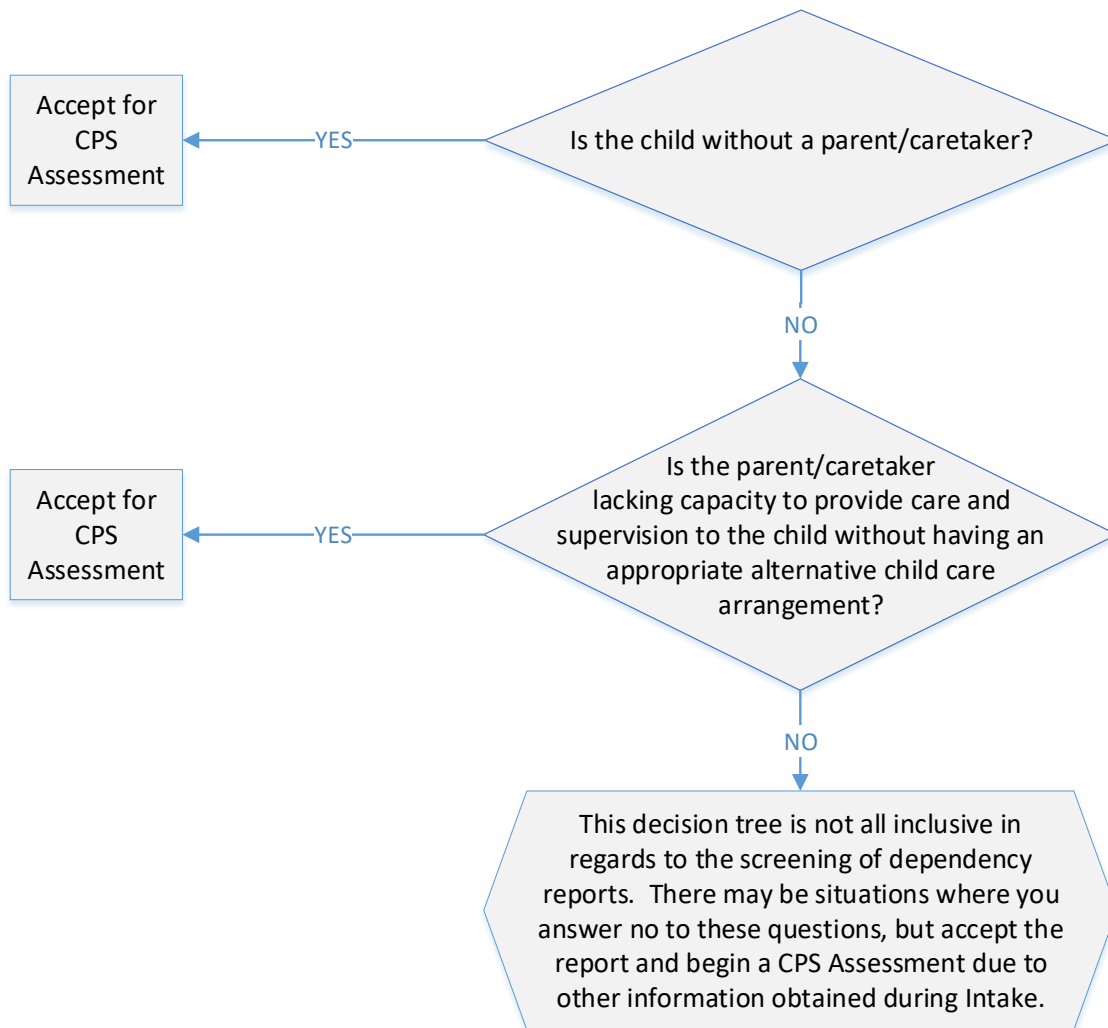 Is the child without a parent/caretaker?
YES
Accept for
CPS
Assessment
NO
Is the parent/caretaker
lacking capacity to provide care and
supervision to the child without having an
appropriate alternative child care
arrangement?
YES
Accept for
CPS
Assessment
NO
This decision tree is not all inclusive in
regards to the screening of dependency
reports.  There may be situations where you
answer no to these questions, but accept the
report and begin a CPS Assessment due to
other information obtained during Intake.